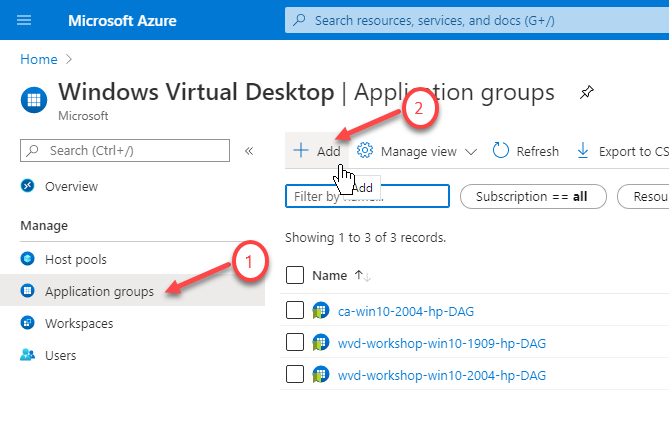 Microsoft Azure
Search resources, services, and docs (G+/)
Home
Windows Virtual Desktop | Application groups
Microsoft
2
Search (Ctrl+/)
Add
Manage view
Refresh
Export to CS
Overview
Add
Filter by
Subscription == all
Resou
Manage
Showing 1 to 3 of 3 records.
Host pools
1
Name
Application groups
ca-win10-2004-hp-DAG
Workspaces
wvd-workshop-win10-1909-hp-DAG
Users
wvd-workshop-win10-2004-hp-DAG